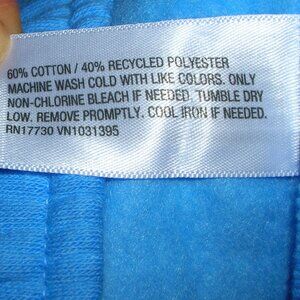 60% COTTON / 40% RECYCLED POLYESTER
MACHINE WASH COLD WITH LIKE COLORS. ONLY
NON-CHLORINE BLEACH IF NEEDED. TUMBLE DRY
LOW. REMOVE PROMPTLY. COOL IRON IF NEEDED.
RN17730 VN1031395